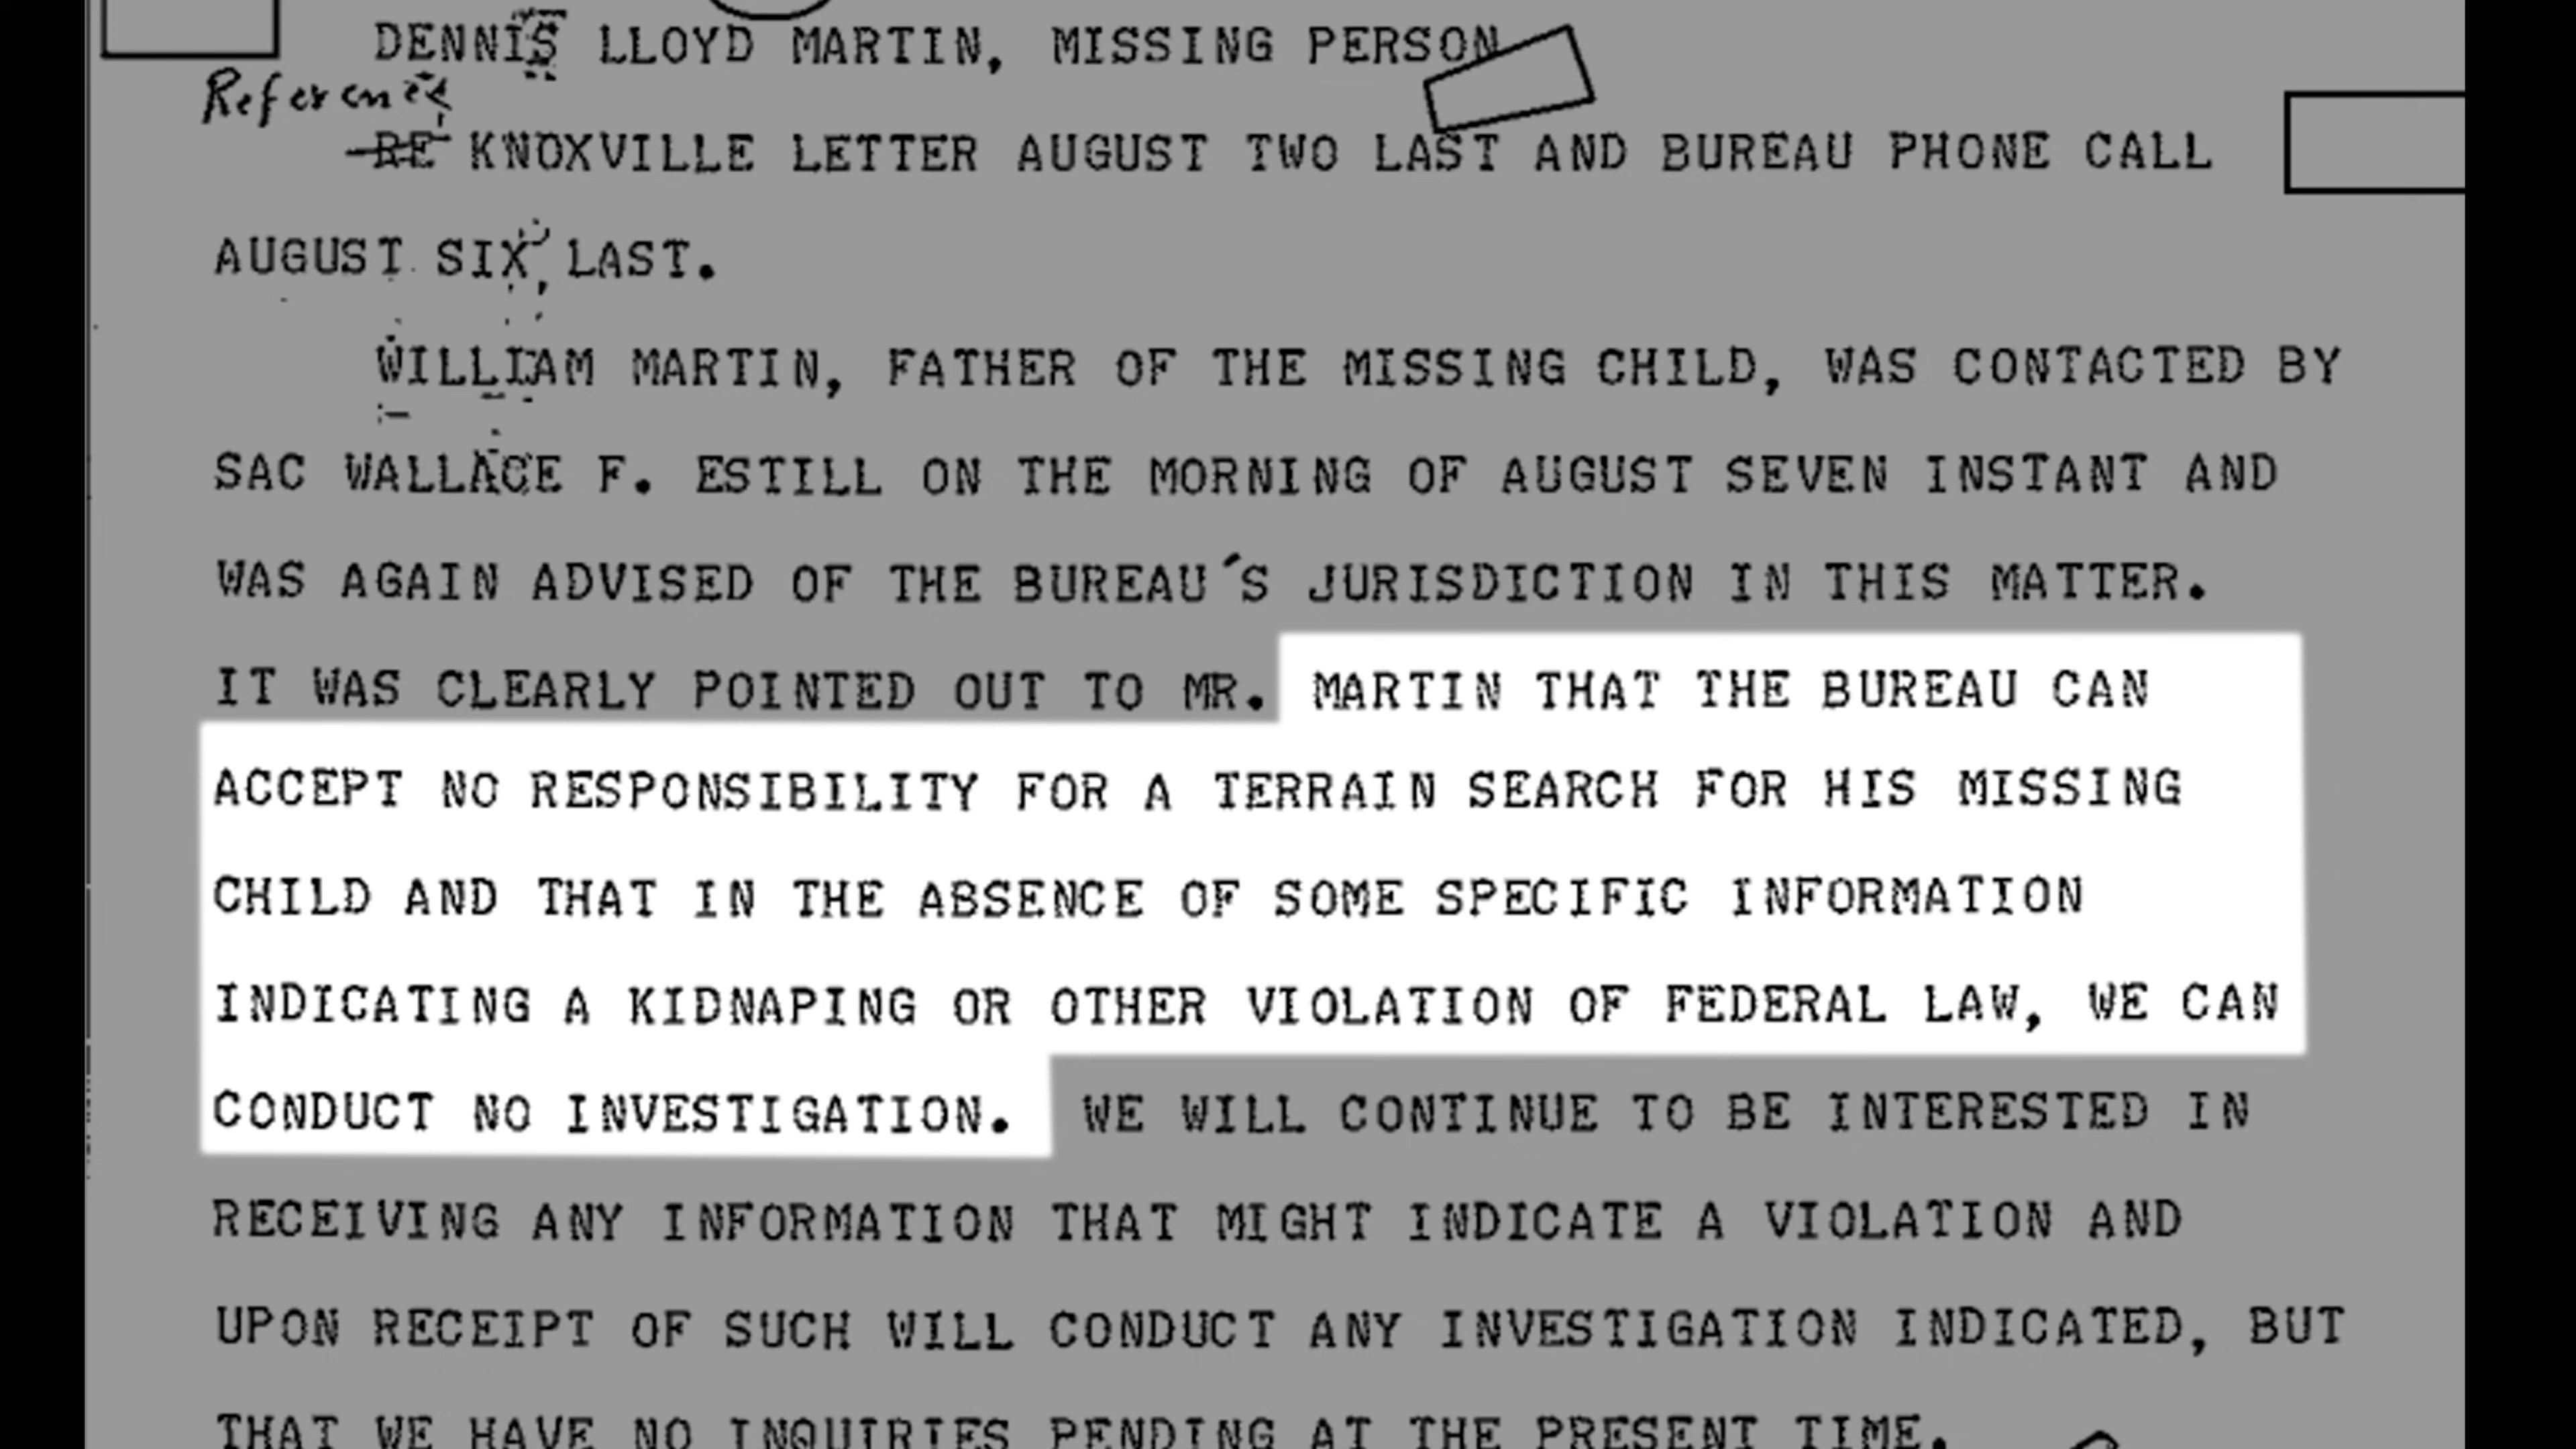 DENNIS LLOYD MARTIN, MISSING PERSON
Reference
RE KNOXVILLE LETTER AUGUST TWO LAST AND BUREAU PHONE CALL
AUGUST SIX, LAST.
WILLIAM MARTIN, FATHER OF THE MISSING CHILD, WAS CONTACTED BY
SAC WALLACE F. ESTILL ON THE MORNING OF AUGUST SEVEN INSTANT AND
WAS AGAIN ADVISED OF THE BUREAU'S JURISDICTION IN THIS MATTER.
IT WAS CLEARLY POINTED OUT TO MR. MARTIN THAT THE BUREAU CAN
ACCEPT NO RESPONSIBILITY FOR A TERRAIN SEARCH FOR HIS MISSING
CHILD AND THAT IN THE ABSENCE OF SOME SPECIFIC INFORMATION
INDICATING A KIDNAPING OR OTHER VIOLATION OF FEDERAL LAW, WE CAN
CONDUCT NO INVESTIGATION. WE WILL CONTINUE TO BE INTERESTED IN
RECEIVING ANY INFORMATION THAT MIGHT INDICATE A VIOLATION AND
UPON RECEIPT OF SUCH WILL CONDUCT ANY INVESTIGATION INDICATED, BUT
THAT WE HAVE NO INQUIRIES PENDING AT THE PRESENT TIME.